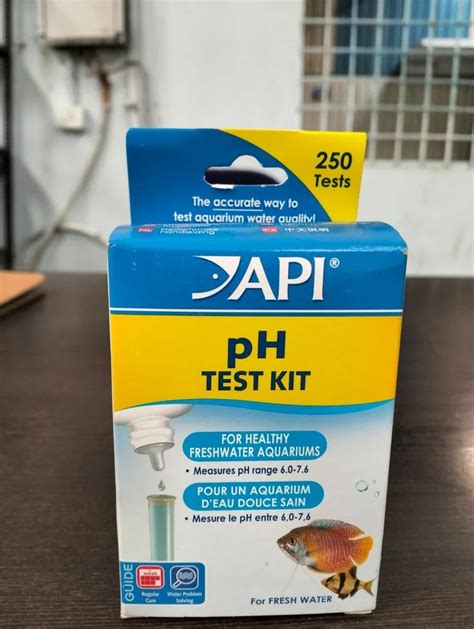 250
Tests
The accurate way to
test aquarium water quality!
API®
pH
TEST KIT
FOR HEALTHY
FRESHWATER AQUARIUMS
• Measures pH range 6.0-7.6
POUR UN AQUARIUM
D'EAU DOUCE SAIN
• Mesure le pH entre 6,0-7,6
GUIDE
Regular
Care
Water Problem
Solving
For FRESH WATER